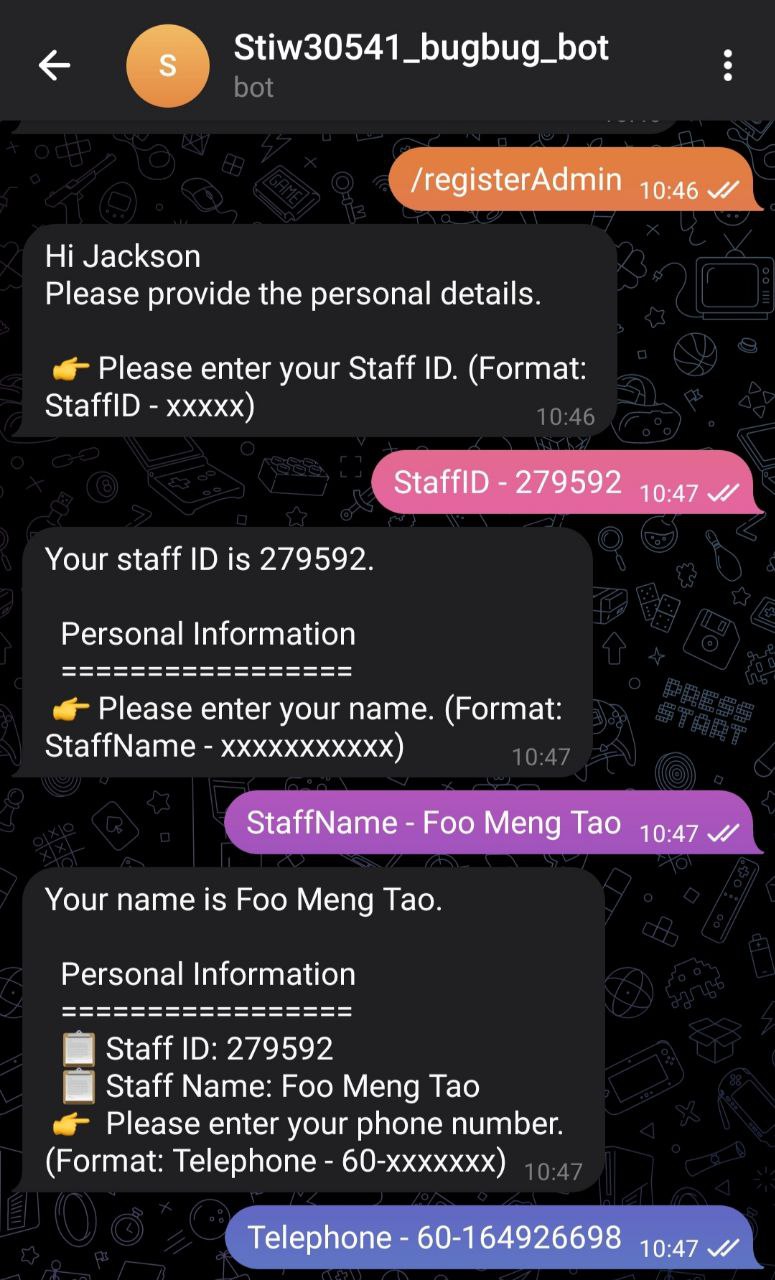 Stiw30541_bugbug_bot
S
bot
/registerAdmin 10:46
GAME
Hi Jackson
Please provide the personal details.
👉 Please enter your Staff ID. (Format:
StaffID - xxxxx) 10:46
StaffID - 279592 10:47
Your staff ID is 279592.
Personal Information
=================
👉 Please enter your name. (Format:
StaffName - xxxxxxxxxxx) 10:47
PRESS
START
StaffName - Foo Meng Tao 10:47
Your name is Foo Meng Tao.
Personal Information
=================
📋 Staff ID: 279592
📋 Staff Name: Foo Meng Tao
👉 Please enter your phone number.
(Format: Telephone - 60-xxxxxxx) 10:47
Telephone - 60-164926698 10:47